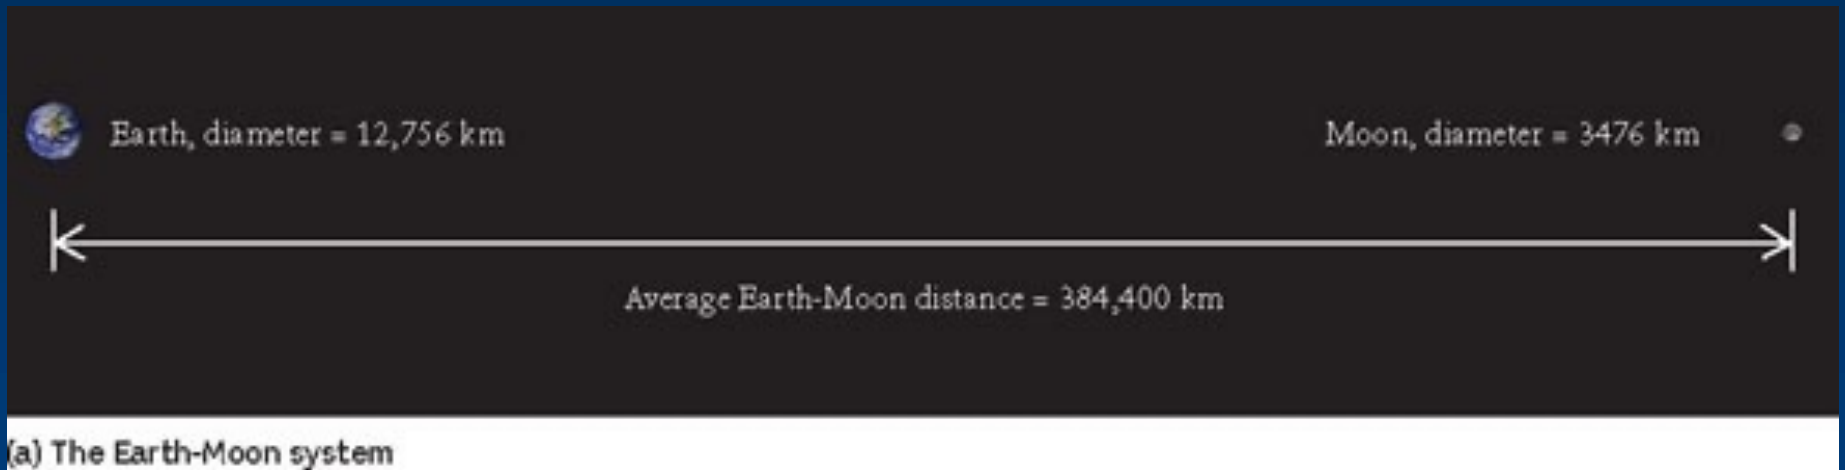 Earth, diameter = 12,756 km
Moon, diameter = 3476 km
Average Earth-Moon distance = 384,400 km
(a) The Earth-Moon system